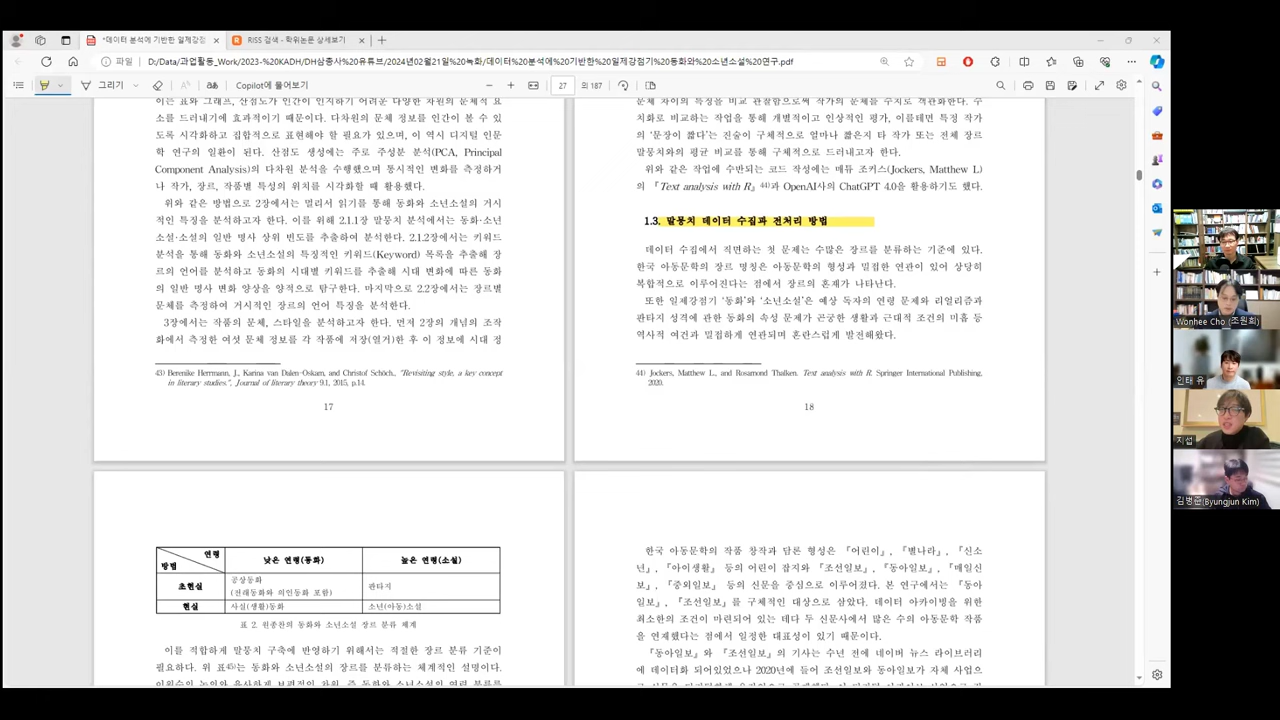 *데이터 분석에 기반한 일제강점
RISS 검색 - 학위논문 상세보기
파일
D:/Data/과업활동_Work/2023-%20KADH/DH삼종사%20유튜브/2024년02월21일%20녹화/데이터%20분석에%20기반한%20일제강점기%20동화와%20소년소설%20연구.pdf
그리기
Copilot에 물어보기
27
의 187
이는 표와 그래프, 산점도가 인간이 인지하기 어려운 다양한 차원의 문체적 요
소를 드러내기에 효과적이기 때문이다. 다차원의 문체 정보를 인간이 볼 수 있
도록 시각화하고 집합적으로 표현해야 할 필요가 있으며, 이 역시 디지털 인문
학 연구의 일환이 된다. 산점도 생성에는 주로 주성분 분석(PCA, Principal
Component Analysis)의 다차원 분석을 수행했으며 통시적인 변화를 측정하거
나 작가, 장르, 작품별 특성의 위치를 시각화할 때 활용했다.
위와 같은 방법으로 2장에서는 멀리서 읽기를 통해 동화와 소년소설의 거시
적인 특징을 분석하고자 한다. 이를 위해 2.1.1장 말뭉치 분석에서는 동화·소년
소설·소설의 일반 명사 상위 빈도를 추출하여 분석한다. 2.1.2장에서는 키워드
분석을 통해 동화와 소년소설의 특징적인 키워드(Keyword) 목록을 추출해 장
르의 언어를 분석하고 동화의 시대별 키워드를 추출해 시대 변화에 따른 동화
의 일반 명사 변화 양상을 양적으로 탐구한다. 마지막으로 2.2장에서는 장르별
문체를 측정하여 거시적인 장르의 언어 특징을 분석한다.
3장에서는 작품의 문체, 스타일을 분석하고자 한다. 먼저 2장의 개념의 조작
화에서 측정한 여섯 문체 정보를 각 작품에 저장(열거)한 후 이 정보에 시대 정
43) Berenike Herrmann, J., Karina van Dalen-Oskam, and Christof Schöch., "Revisiting style, a key concept
in literary studies.", Journal of literary theory 9.1, 2015, p.14.
17
문체 차이의 특징을 비교 관찰함으로써 작가의 문체를 수치로 객관화한다. 수
치화로 비교하는 작업을 통해 개별적이고 인상적인 평가, 이를테면 특정 작가
의 '문장이 짧다'는 진술이 구체적으로 얼마나 짧은지 타 작가 또는 전체 장르
말뭉치와의 평균 비교를 통해 구체적으로 드러내고자 한다.
위와 같은 작업에 수반되는 코드 작성에는 매튜 조커스(Jockers, Matthew L)
의 『Text analysis with R』44)과 OpenAI사의 ChatGPT 4.0을 활용하기도 했다.
1.3. 말뭉치 데이터 수집과 전처리 방법
데이터 수집에서 직면하는 첫 문제는 수많은 장르를 분류하는 기준에 있다.
한국 아동문학의 장르 명칭은 아동문학의 형성과 밀접한 연관이 있어 상당히
복합적으로 이루어진다는 점에서 장르의 혼재가 나타난다.
또한 일제강점기 '동화'와 '소년소설'은 예상 독자의 연령 문제와 리얼리즘과
판타지 성격에 관한 동화의 속성 문제가 곤궁한 생활과 근대적 조건의 미흡 등
역사적 여건과 밀접하게 연관되며 혼란스럽게 발전해왔다.
44) Jockers, Matthew L., and Rosamond Thalken. Text analysis with R. Springer International Publishing,
2020.
18
연령
방법
낮은 연령(동화)
높은 연령(소설)
초현실
공상동화
(전래동화와 의인동화 포함)
판타지
현실
사실(생활)동화
소년(아동)소설
표 2. 원종찬의 동화와 소년소설 장르 분류 체계
이를 적합하게 말뭉치 구축에 반영하기 위해서는 적절한 장르 분류 기준이
필요하다. 위 표45)는 동화와 소년소설의 장르를 분류하는 체계적인 설명이다.
한국 아동문학의 작품 창작과 담론 형성은 『어린이』, 『별나라』, 『신소
년』, 『아이생활』 등의 어린이 잡지와 『조선일보』, 『동아일보』, 『매일신
보』, 『중외일보』 등의 신문을 중심으로 이루어졌다. 본 연구에서는 『동아
일보』, 『조선일보』를 구체적인 대상으로 삼았다. 데이터 아카이빙을 위한
최소한의 조건이 마련되어 있는 데다 두 신문사에서 많은 수의 아동문학 작품
을 연재했다는 점에서 일정한 대표성이 있기 때문이다.
『동아일보』와 『조선일보』의 기사는 수년 전에 네이버 뉴스 라이브러리
에 데이터화 되어있었으나 2020년에 들어 조선일보와 동아일보가 자체 사업으
Wonhee Cho (조원희)
인태 유
지섭
김병준(Byungjun Kim)